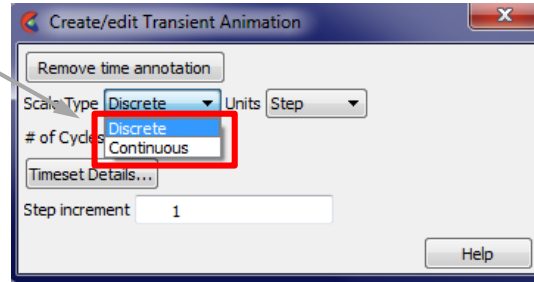 Create/edit Transient Animation
Remove time annotation
Scale Type Discrete Units Step
Discrete
# of Cycles
Continuous
Timeset Details...
Step increment 1
Help